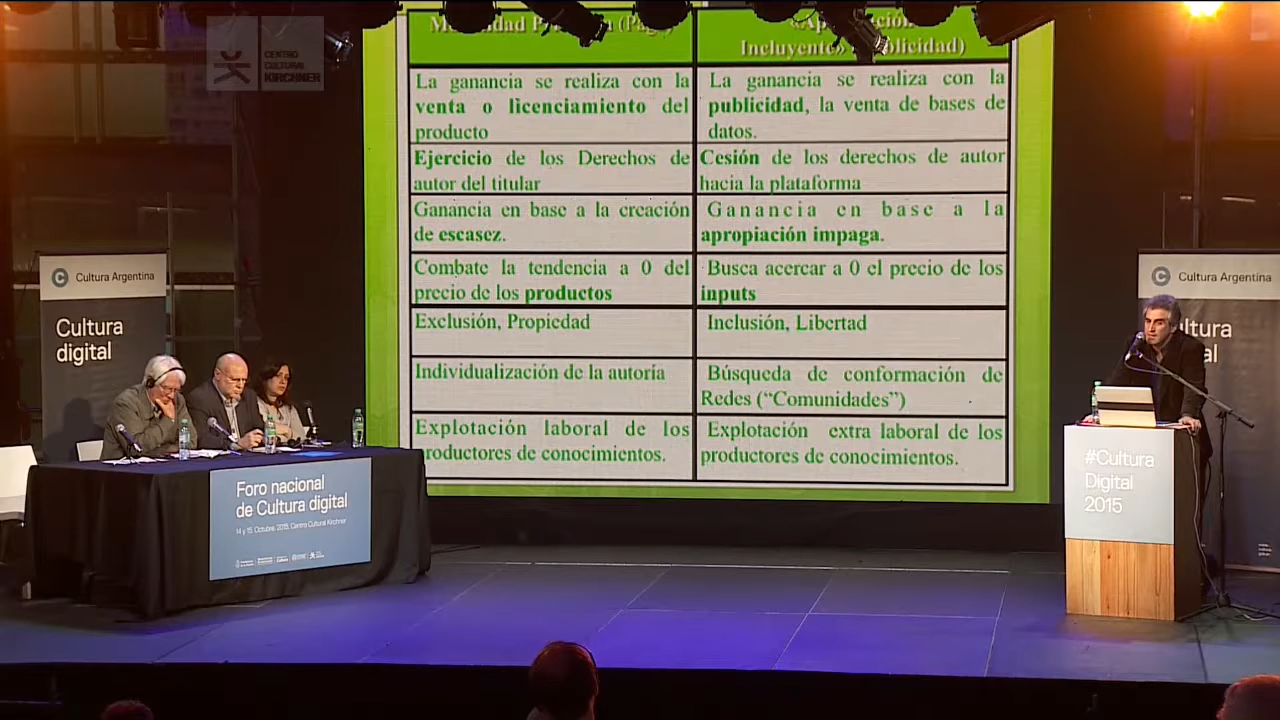 CENTRO
CULTURAL
KIRCHNER
Incluyente»
La ganancia se realiza con la
venta o licenciamiento del
producto
La ganancia se realiza con la
publicidad, la venta de bases de
datos.
Ejercicio de los Derechos de
autor del titular
Cesión de los derechos de autor
hacia la plataforma
Ganancia en base a la creación
de escasez.
Ganancia en base a la
apropiación impaga.
Combate la tendencia a 0 del
precio de los productos
Busca acercar a 0 el precio de los
inputs
Exclusión, Propiedad
Inclusión, Libertad
Individualización de la autoría
Búsqueda de conformación de
Redes ("Comunidades")
Explotación laboral de los
productores de conocimientos.
Explotación extra laboral de los
productores de conocimientos.
Cultura Argentina
Cultura
digital
Foro nacional
de Cultura digital
14 y 15 Octubre 2015, Centro Cultural Kirchner
Cultura Argentina
#Cultura
Digital
2015